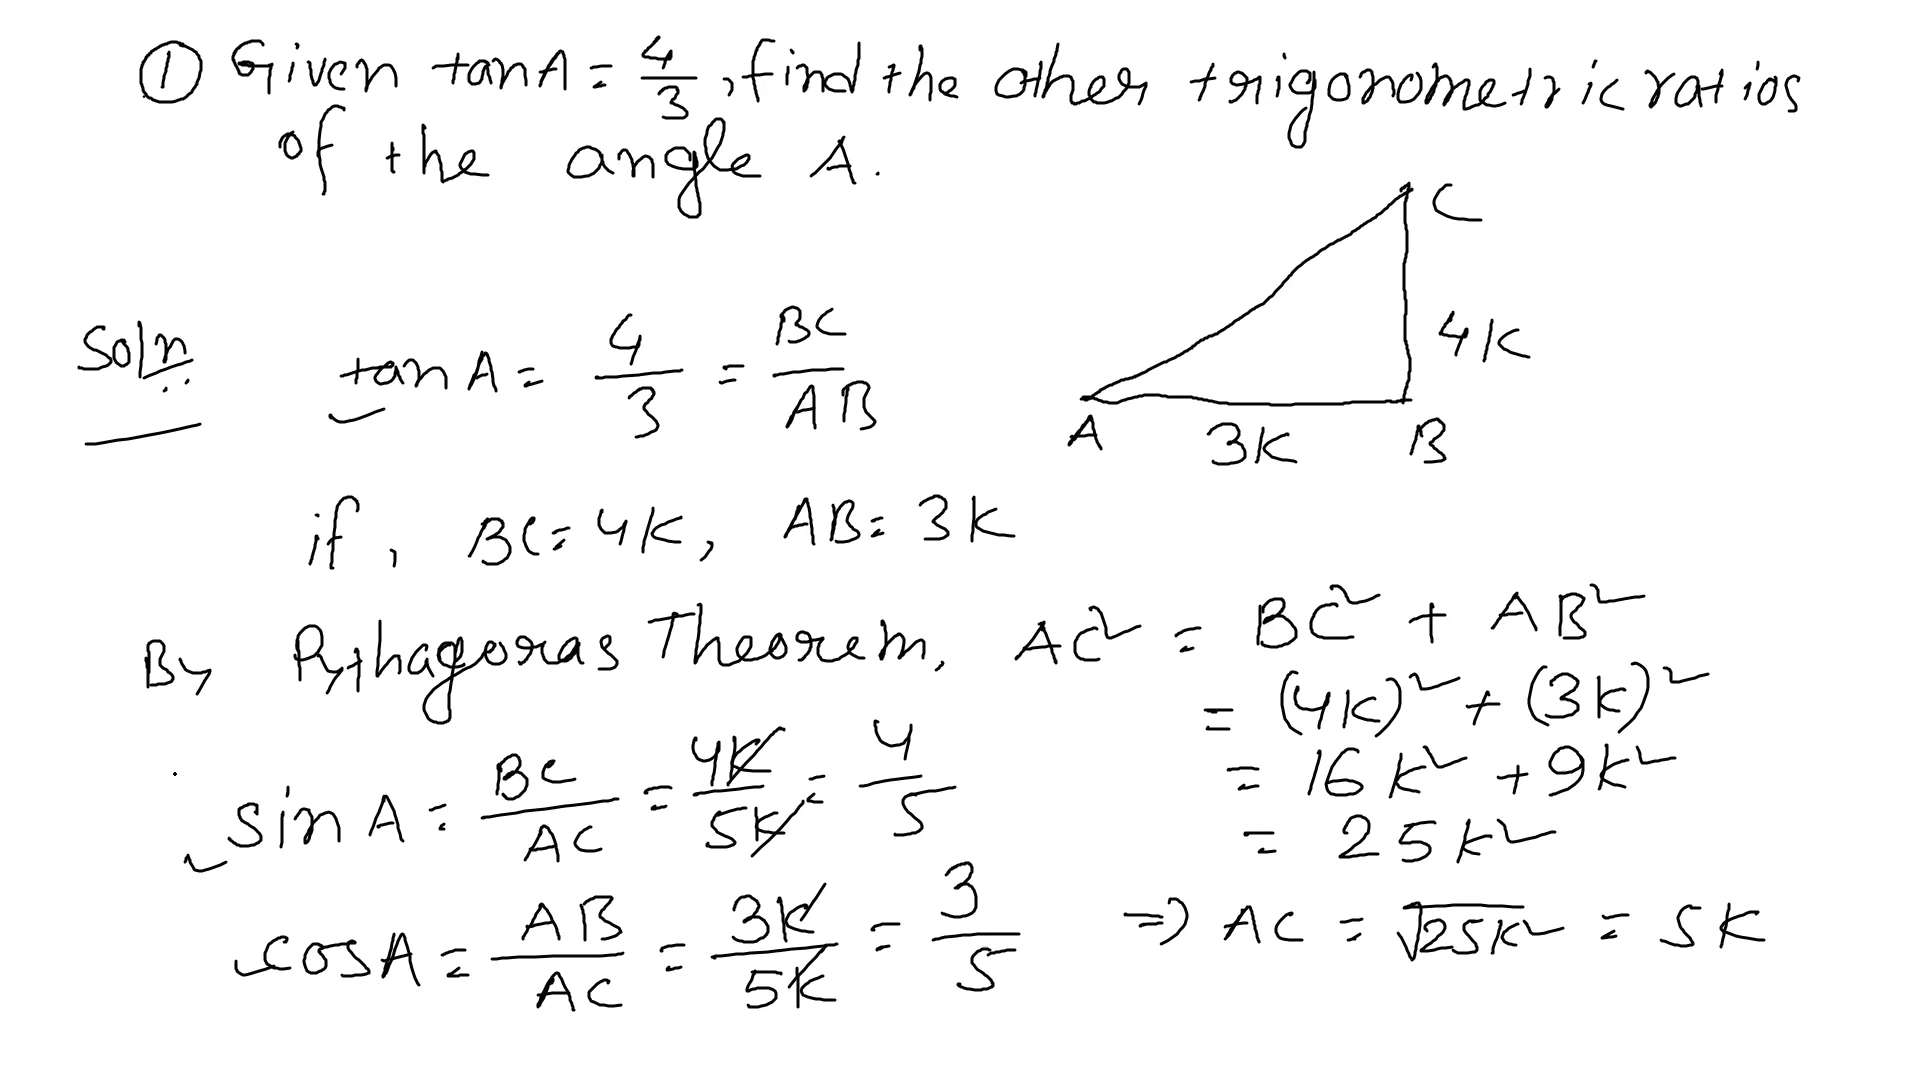 ① Given tanA = 4/3, find the other trigonometric ratios
of the angle A.
C
4K
A 3K B
Soln: tan A = 4/3 = BC/AB
if, BC = 4K, AB = 3K
By Pythagoras Theorem, AC² = BC² + AB²
= (4K)² + (3K)²
= 16K² + 9K²
= 25K²
=> AC = √25K² = 5K
sin A = BC/AC = 4K/5K = 4/5
cosA = AB/AC = 3K/5K = 3/5